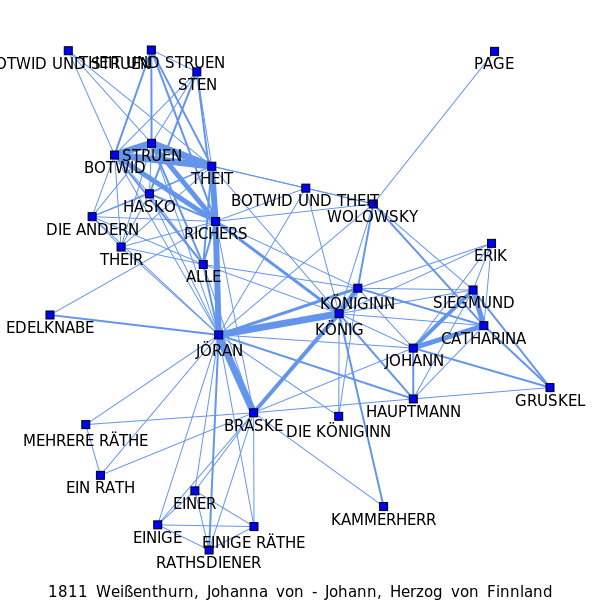 BOTWID UND STRUEN
THEIT UND STRUEN
PAGE
STEN
STRUEN
BOTWID
THEIT
BOTWID UND THEIT
HASKO
WOLOWSKY
DIE ANDERN
RICHERS
ERIK
THEIR
ALLE
KÖNIGINN
SIEGMUND
EDELKNABE
KÖNIG
CATHARINA
JÖRAN
JOHANN
GRUSKEL
HAUPTMANN
BRASKE
DIE KÖNIGINN
MEHRERE RÄTHE
EIN RATH
EINER
KAMMERHERR
EINIGE
EINIGE RÄTHE
RATHSDIENER
1811 Weißenthurn, Johanna von - Johann, Herzog von Finnland